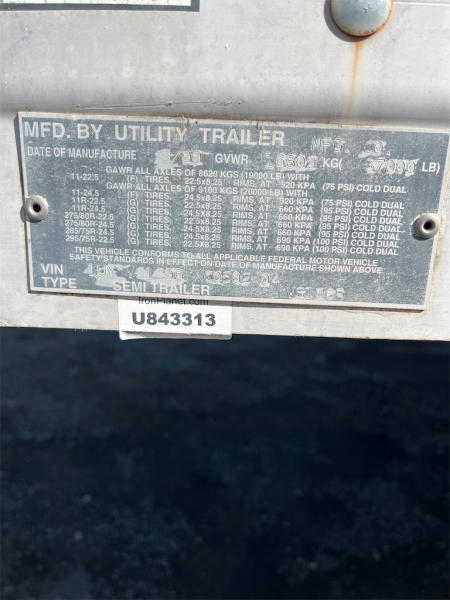 MFD. BY UTILITY TRAILER MFG. CO.
DATE OF MANUFACTURE GVWR KG( LB)
GAWR ALL AXLES OF 8620 KGS (19000 LB) WITH
11-22.5 (F) TIRES, 22.5x8.25 RIMS, AT 520 KPA (75 PSI) COLD DUAL
GAWR ALL AXLES OF 9100 KGS (20000 LB) WITH
11-24.5 (F) TIRES, 24.5x8.25 RIMS, AT 520 KPA (75 PSI) COLD DUAL
11R-22.5 (G) TIRES, 22.5x8.25 RIMS, AT 660 KPA (95 PSI) COLD DUAL
11R-24.5 (G) TIRES, 24.5x8.25 RIMS, AT 660 KPA (95 PSI) COLD DUAL
275/80R-22.5 (G) TIRES, 22.5x8.25 RIMS, AT 660 KPA (95 PSI) COLD DUAL
275/80R-24.5 (G) TIRES, 24.5x8.25 RIMS, AT 660 KPA (95 PSI) COLD DUAL
285/75R-24.5 (G) TIRES, 24.5x8.25 RIMS, AT 660 KPA (95 PSI) COLD DUAL
295/75R-22.5 (G) TIRES, 22.5x8.25 RIMS, AT 690 KPA (100 PSI) COLD DUAL
RIMS, AT 690 KPA (100 PSI) COLD DUAL
THIS VEHICLE CONFORMS TO ALL APPLICABLE FEDERAL MOTOR VEHICLE
SAFETY STANDARDS IN EFFECT ON DATE OF MANUFACTURE SHOWN ABOVE
VIN
TYPE SEMI TRAILER
IronPlanet.com
U843313